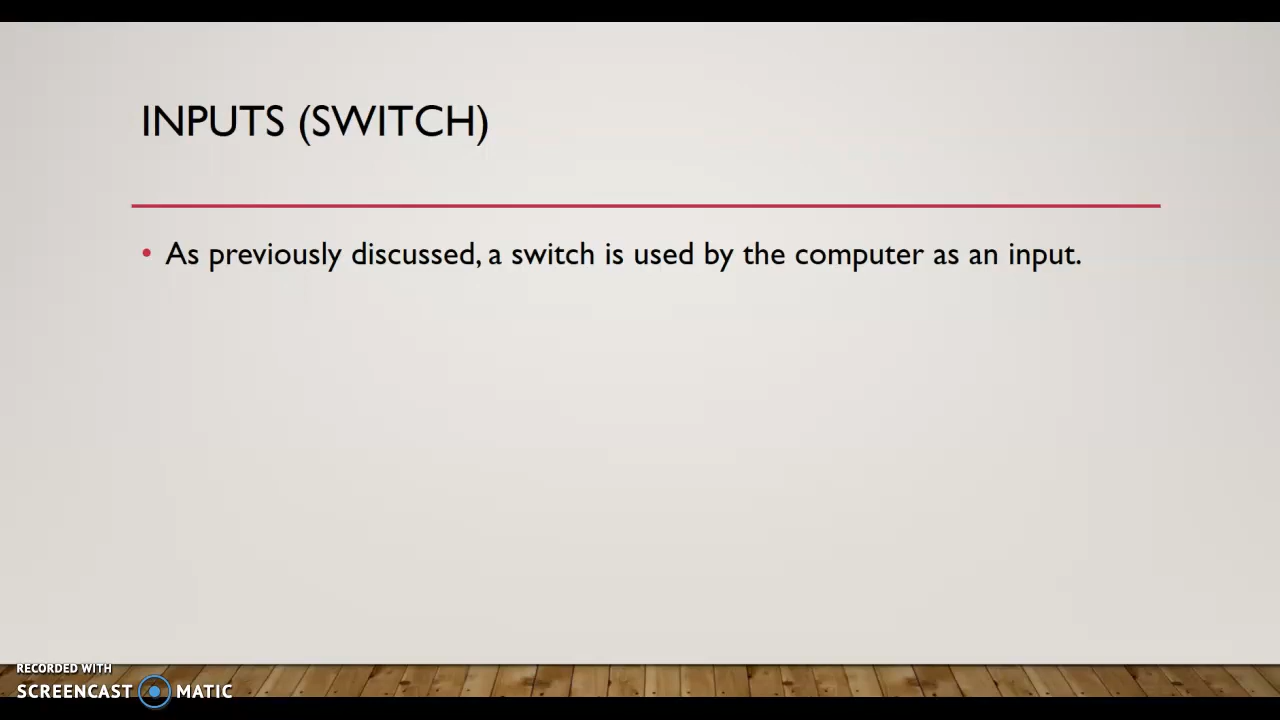 INPUTS (SWITCH)
• As previously discussed, a switch is used by the computer as an input.
RECORDED WITH
SCREENCAST MATIC